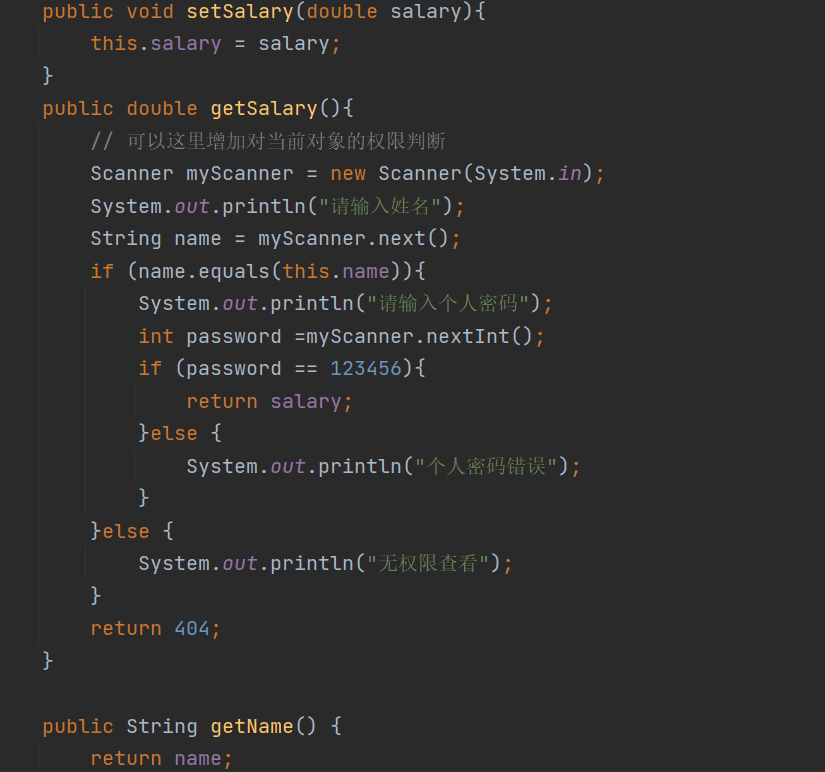 public void setSalary(double salary){
this.salary = salary;
}
public double getSalary(){
// 可以这里增加对当前对象的权限判断
Scanner myScanner = new Scanner(System.in);
System.out.println("请输入姓名");
String name = myScanner.next();
if (name.equals(this.name)){
System.out.println("请输入个人密码");
int password =myScanner.nextInt();
if (password == 123456){
return salary;
}else {
System.out.println("个人密码错误");
}
}else {
System.out.println("无权限查看");
}
return 404;
}
public String getName() {
return name;